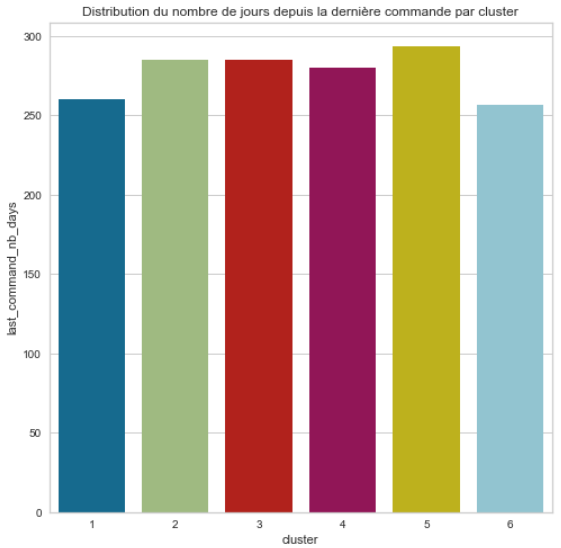 Distribution du nombre de jours depuis la dernière commande par cluster
300
250
200
150
100
50
0
last_command_nb_days
1 2 3 4 5 6
cluster